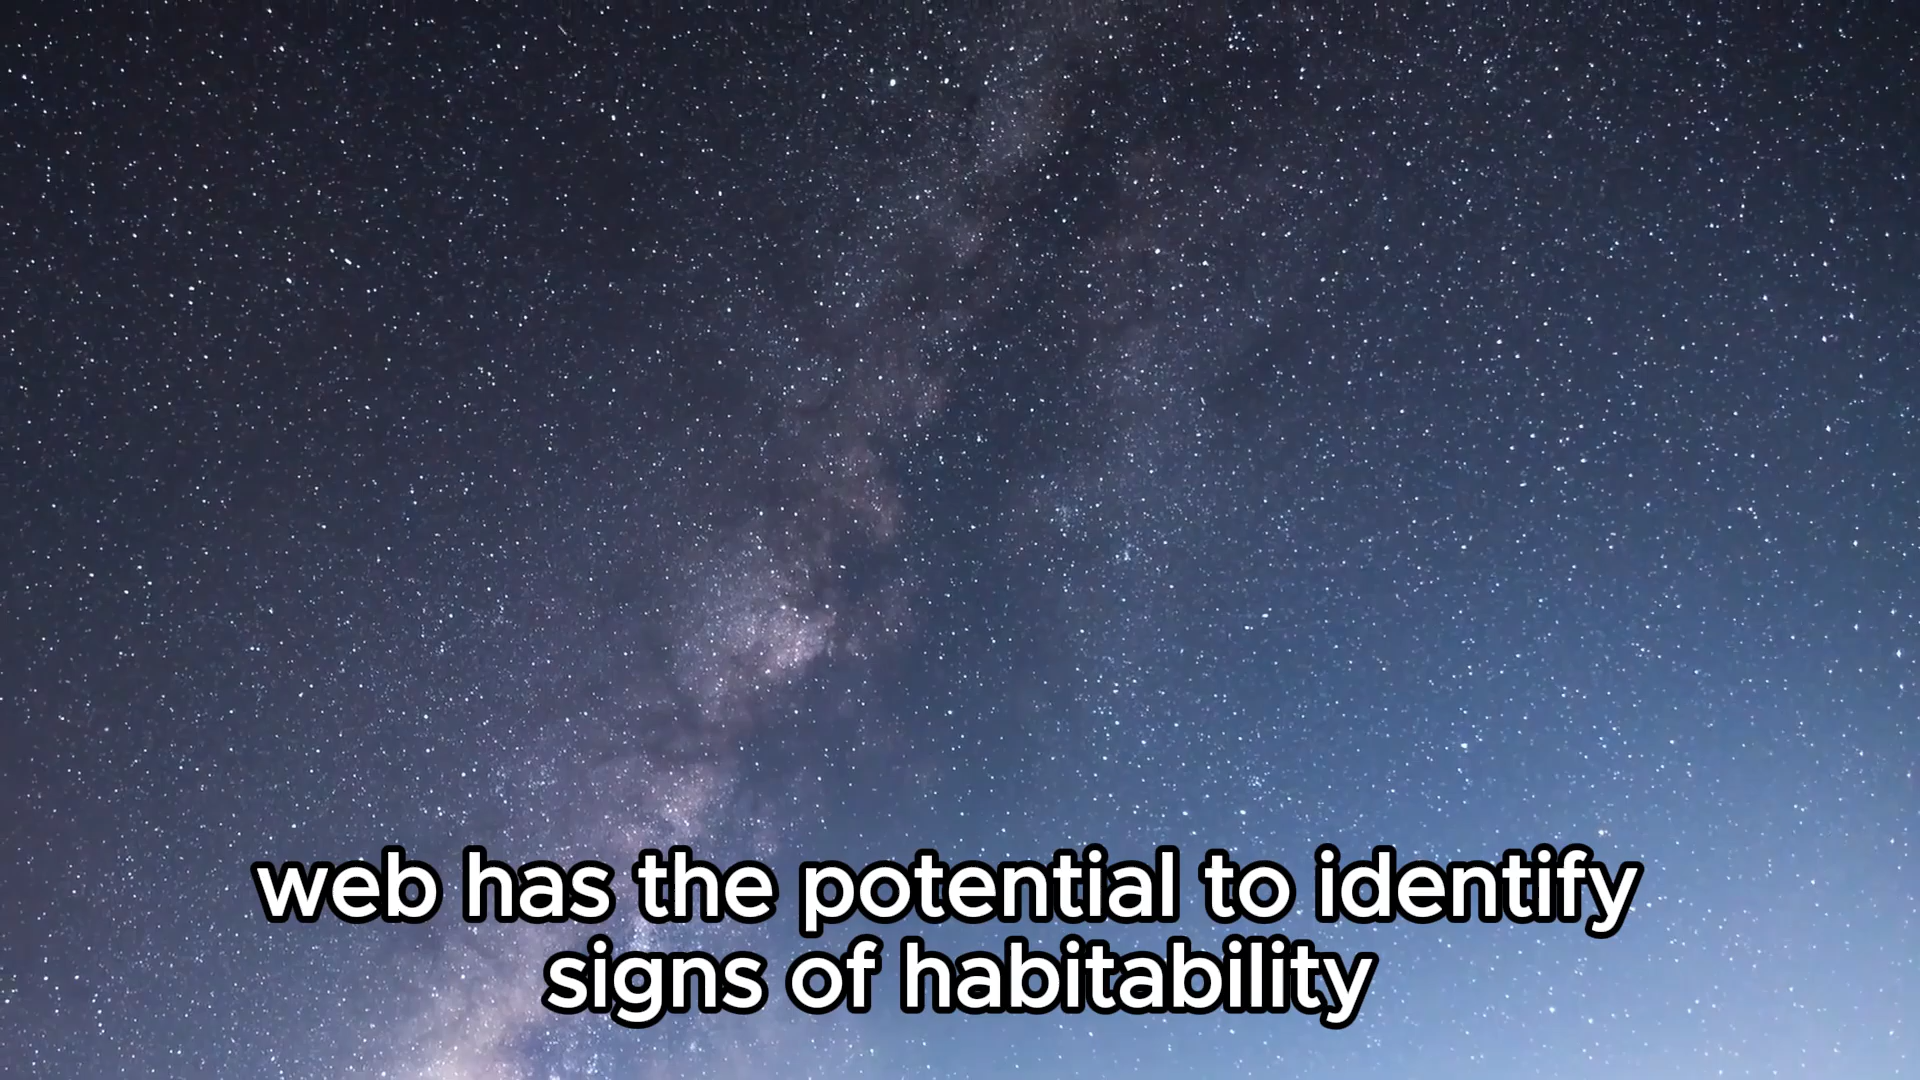 web has the potential to identify
signs of habitability